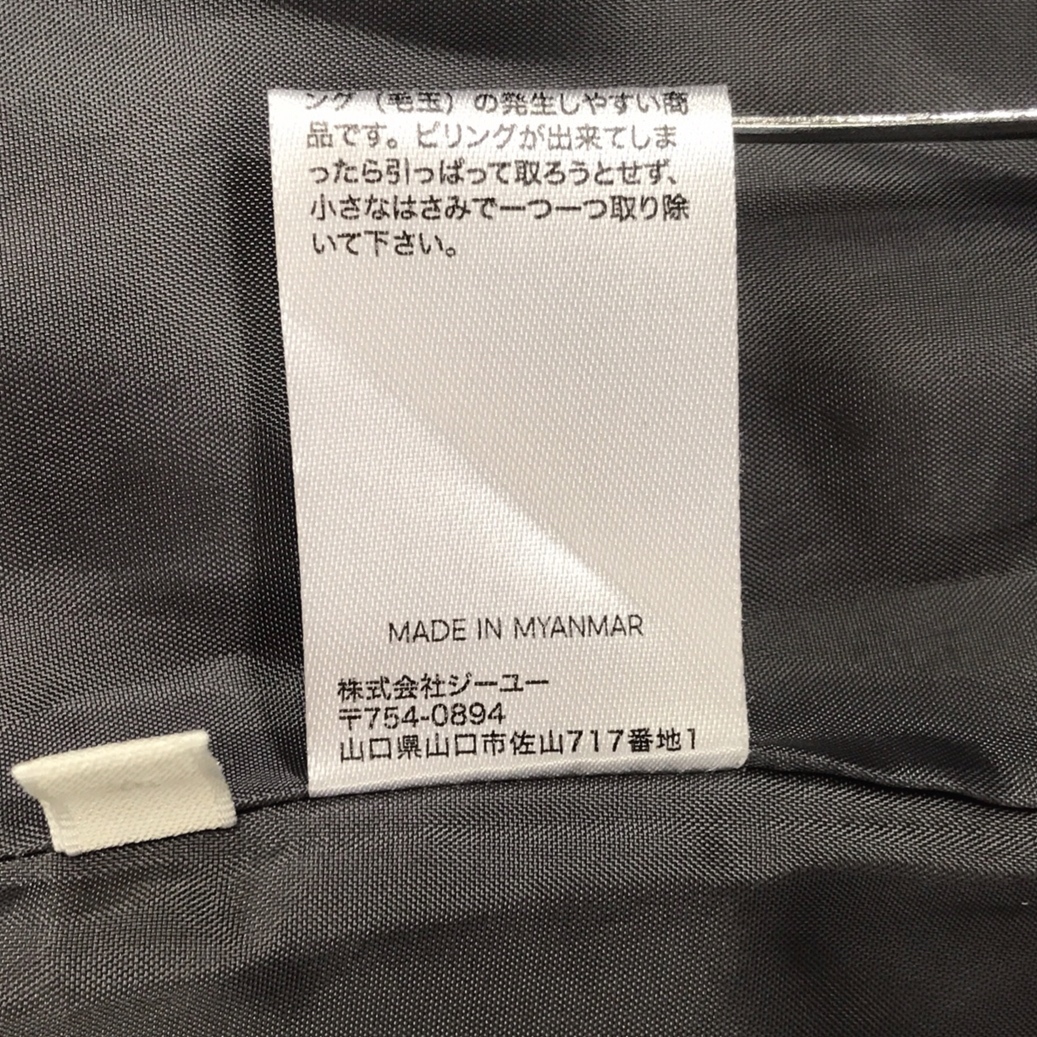 ング（毛玉）の発生しやすい商
品です。ピリングが出来てしま
ったら引っぱって取ろうとせず、
小さなはさみで一つ一つ取り除
いて下さい。
MADE IN MYANMAR
株式会社ジーユー
〒754-0894
山口県山口市佐山717番地1